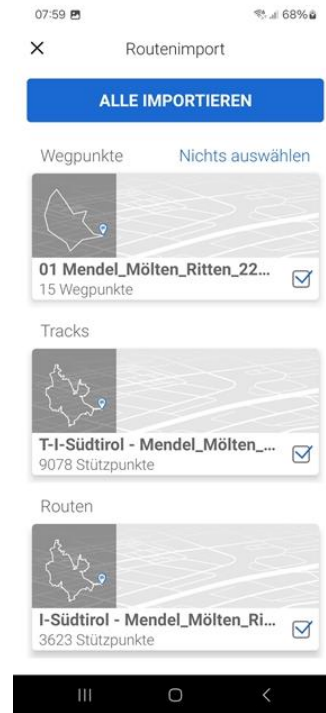 07:59 68%
Routenimport
ALLE IMPORTIEREN
Wegpunkte Nichts auswählen
01 Mendel_Mölten_Ritten_22...
15 Wegpunkte
Tracks
T-I-Südtirol - Mendel_Mölten_...
9078 Stützpunkte
Routen
I-Südtirol - Mendel_Mölten_Ri...
3623 Stützpunkte